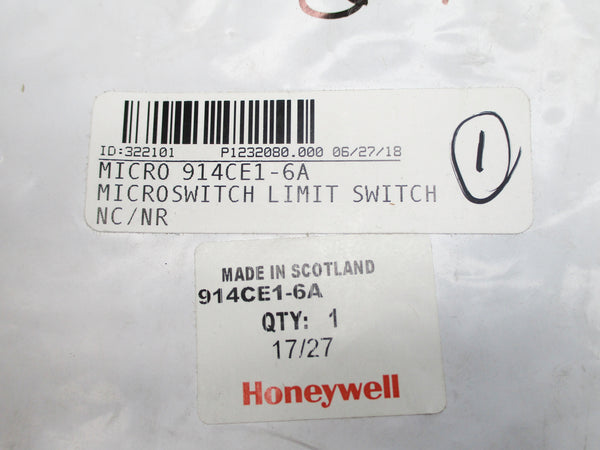 ID:322101 P1232080.000 06/27/18
MICRO 914CE1-6A
MICROSWITCH LIMIT SWITCH
NC/NR
1
MADE IN SCOTLAND
914CE1-6A
QTY: 1
17/27
Honeywell